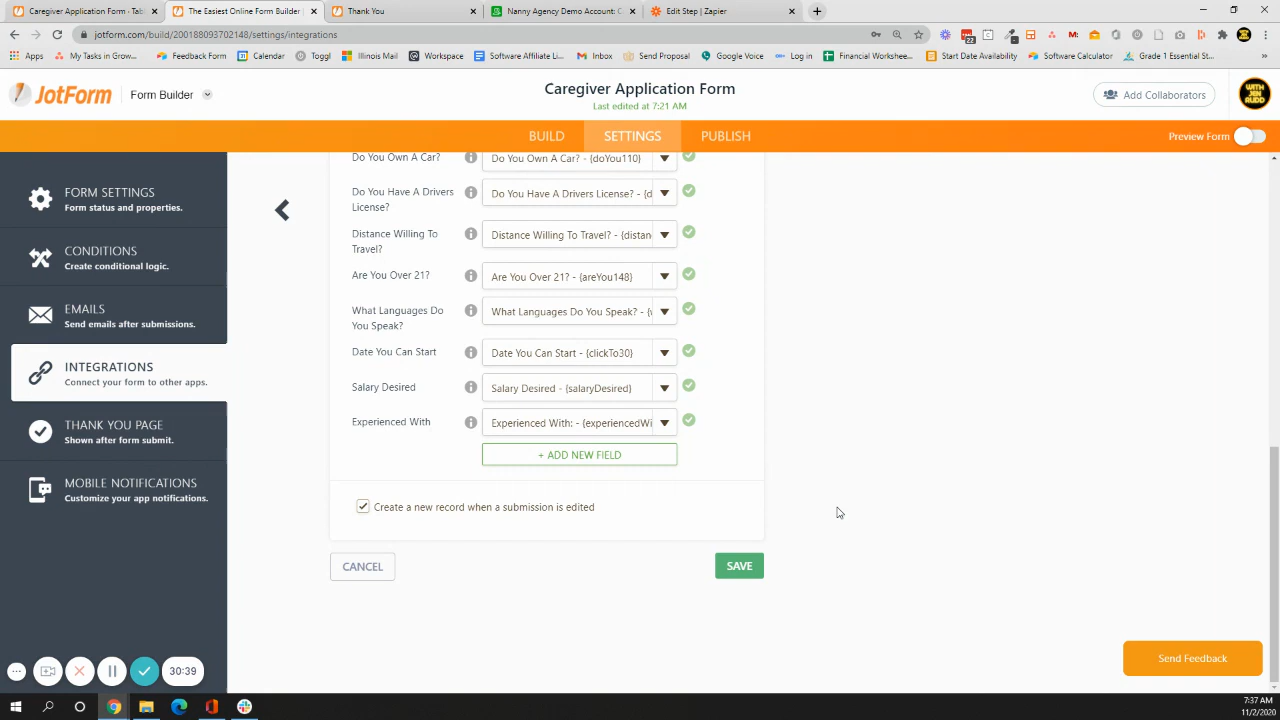 Caregiver Application Form - Tabl
The Easiest Online Form Builder
Thank You
Nanny Agency Demo Account: C
Edit Step | Zapier
jotform.com/build/200188093702148/settings/integrations
Apps
My Tasks in Grow...
Feedback Form
Calendar
Toggl
Illinois Mail
Workspace
Software Affiliate Li...
Inbox
Send Proposal
Google Voice
Log in
Financial Workshee...
Start Date Availability
Software Calculator
Grade 1 Essential St...
22
JotForm
Form Builder
Caregiver Application Form
Last edited at 7:21 AM
Add Collaborators
WITH
JEN
RUDD
BUILD
SETTINGS
PUBLISH
Preview Form
FORM SETTINGS
Form status and properties.
CONDITIONS
Create conditional logic.
EMAILS
Send emails after submissions.
INTEGRATIONS
Connect your form to other apps.
THANK YOU PAGE
Shown after form submit.
MOBILE NOTIFICATIONS
Customize your app notifications.
Do You Own A Car?
Do You Own A Car? - {doYou110}
Do You Have A Drivers
License?
Do You Have A Drivers License? - {d
Distance Willing To
Travel?
Distance Willing To Travel? - {distan
Are You Over 21?
Are You Over 21? - {areYou148}
What Languages Do
You Speak?
What Languages Do You Speak? - {
Date You Can Start
Date You Can Start - {clickTo30}
Salary Desired
Salary Desired - {salaryDesired}
Experienced With
Experienced With: - {experiencedWi
+ ADD NEW FIELD
Create a new record when a submission is edited
CANCEL
SAVE
Send Feedback
30:39
7:37 AM
11/2/2020